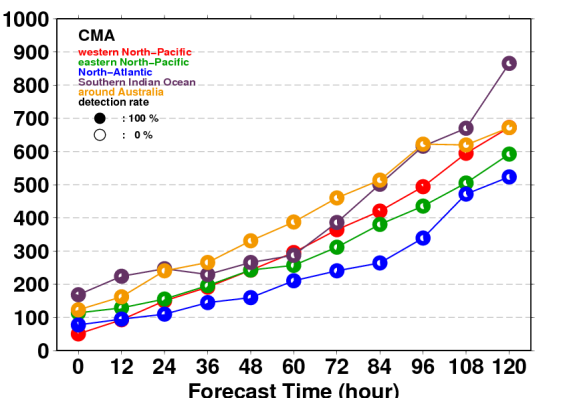 1000
900
800
700
600
500
400
300
200
100
0
CMA
western North-Pacific
eastern North-Pacific
North-Atlantic
Southern Indian Ocean
around Australia
detection rate
: 100 %
: 0 %
0 12 24 36 48 60 72 84 96 108 120
Forecast Time (hour)